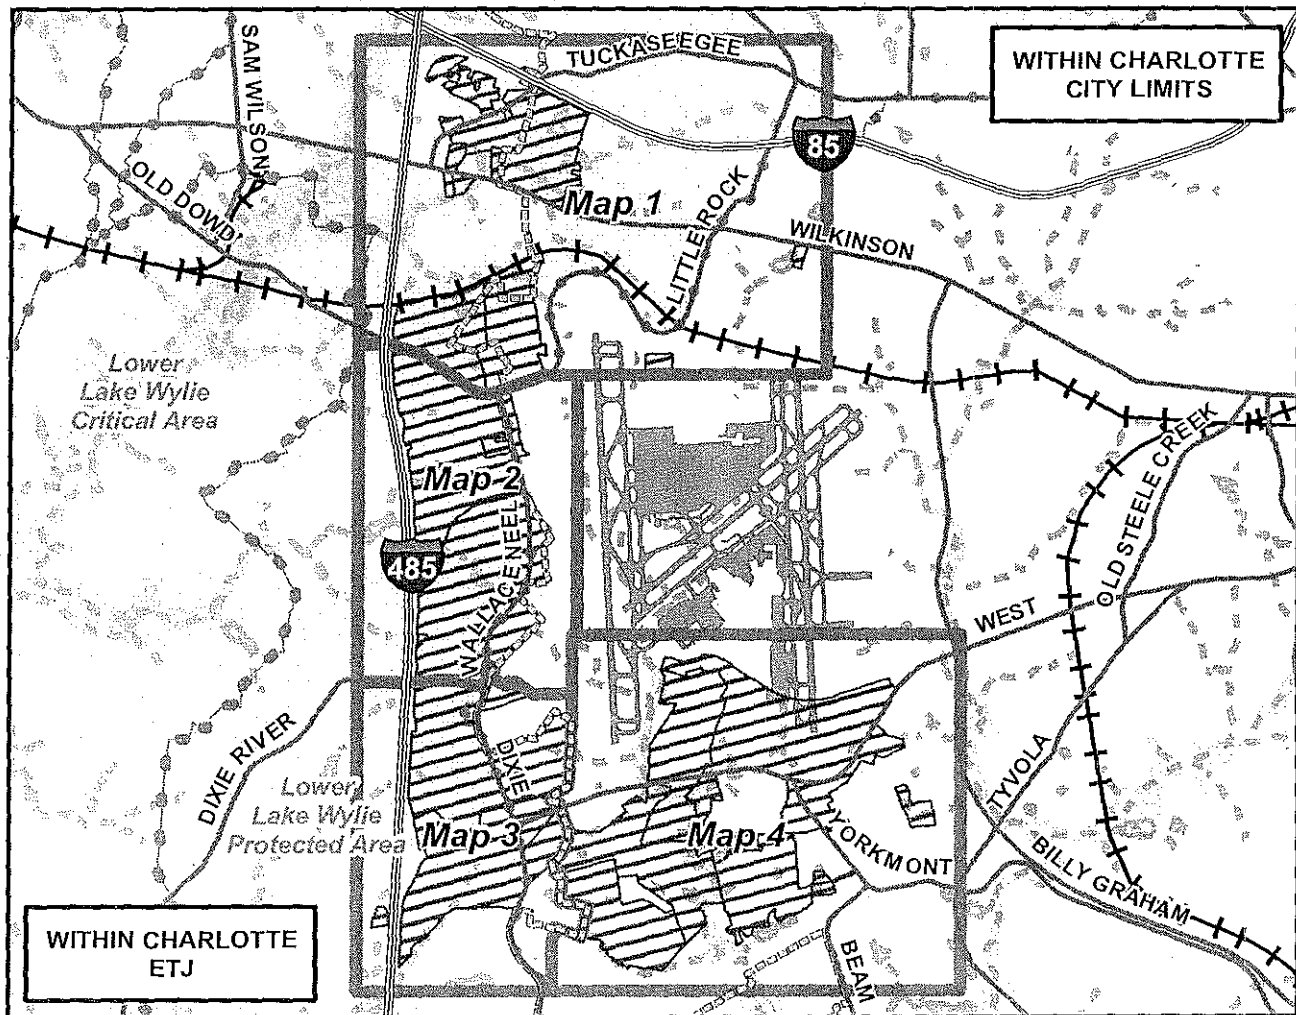 WITHIN CHARLOTTE
CITY LIMITS
SAM WILSON
TUCKASEEGEE
85
OLD DOWD
Map 1
LITTLE ROCK
WILKINSON
Lower
Lake Wylie
Critical Area
Map 2
OLD STEELE CREEK
485
WALLACE NEEL
WEST
DIXIE RIVER
DIXIE
TYVOLA
Lower
Lake Wylie
Protected Area
Map 3
Map 4
YORKMONT
BILLY GRAHAM
BEAM
WITHIN CHARLOTTE
ETJ